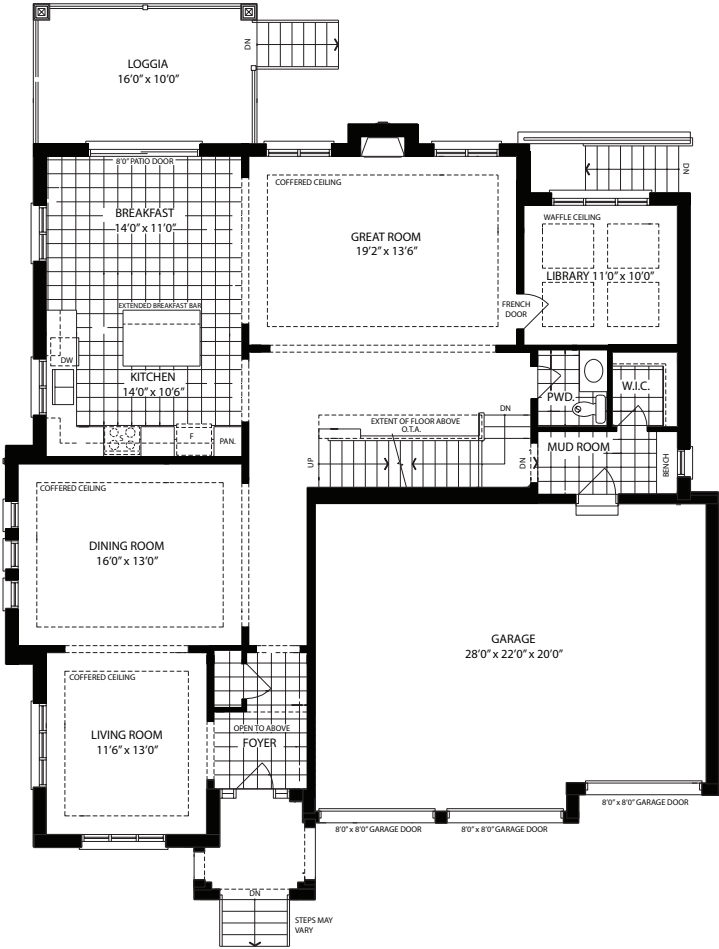 DN
LOGGIA
16'0" x 10'0"
8'0" PATIO DOOR
DN
COFFERED CEILING
BREAKFAST
14'0" x 11'0"
WAFFLE CEILING
GREAT ROOM
19'2" x 13'6"
LIBRARY 11'0" x 10'0"
EXTENDED BREAKFAST BAR
FRENCH
DOOR
DW
KITCHEN
14'0" x 10'6"
W.I.C.
PWD.
DN
EXTENT OF FLOOR ABOVE
O.T.A.
S
F
PAN.
MUD ROOM
UP
DN
BENCH
COFFERED CEILING
DINING ROOM
16'0" x 13'0"
GARAGE
28'0" x 22'0" x 20'0"
COFFERED CEILING
OPEN TO ABOVE
LIVING ROOM
11'6" x 13'0"
FOYER
8'0" x 8'0" GARAGE DOOR
8'0" x 8'0" GARAGE DOOR
8'0" x 8'0" GARAGE DOOR
DN
STEPS MAY
VARY